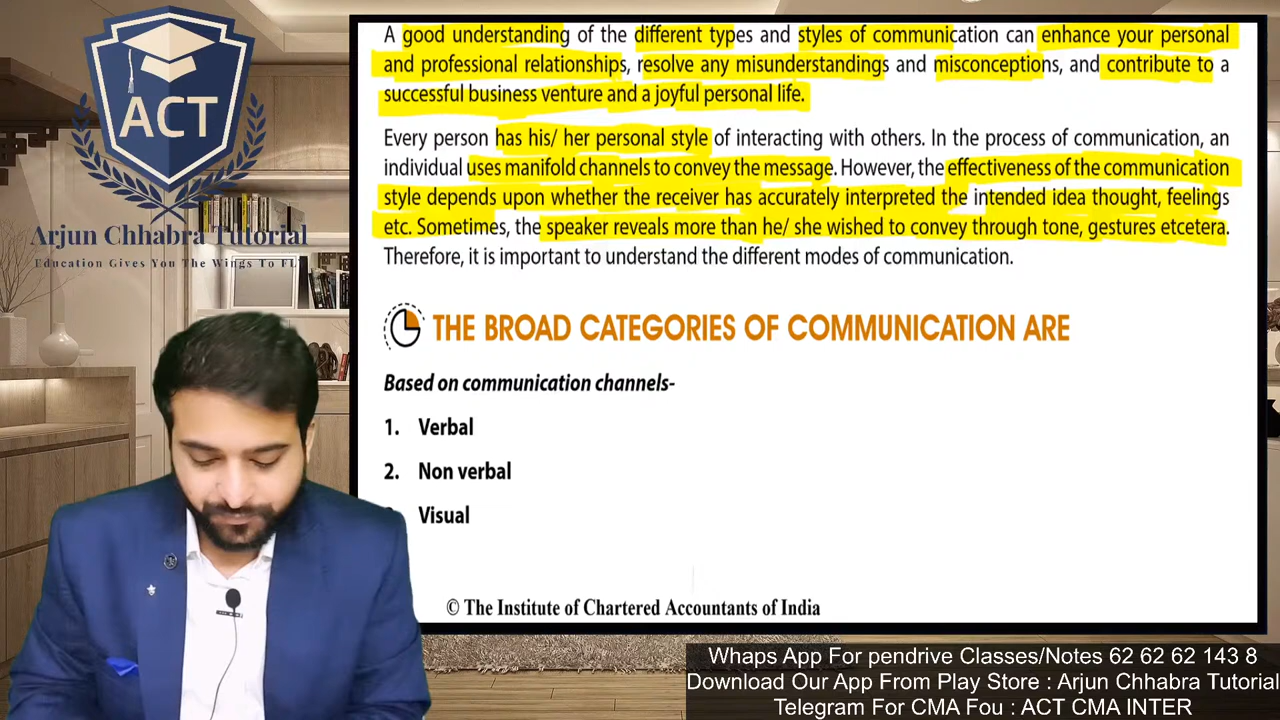 ACT
Arjun Chhabra Tutorial
Education Gives You The Wings To
A good understanding of the different types and styles of communication can enhance your personal
and professional relationships, resolve any misunderstandings and misconceptions, and contribute to a
successful business venture and a joyful personal life.
Every person has his/ her personal style of interacting with others. In the process of communication, an
individual uses manifold channels to convey the message. However, the effectiveness of the communication
style depends upon whether the receiver has accurately interpreted the intended idea thought, feelings
etc. Sometimes, the speaker reveals more than he/ she wished to convey through tone, gestures etcetera.
Therefore, it is important to understand the different modes of communication.
THE BROAD CATEGORIES OF COMMUNICATION ARE
Based on communication channels-
1. Verbal
2. Non verbal
Visual
© The Institute of Chartered Accountants of India
Whaps App For pendrive Classes/Notes 62 62 62 143 8
Download Our App From Play Store : Arjun Chhabra Tutorial
Telegram For CMA Fou : ACT CMA INTER